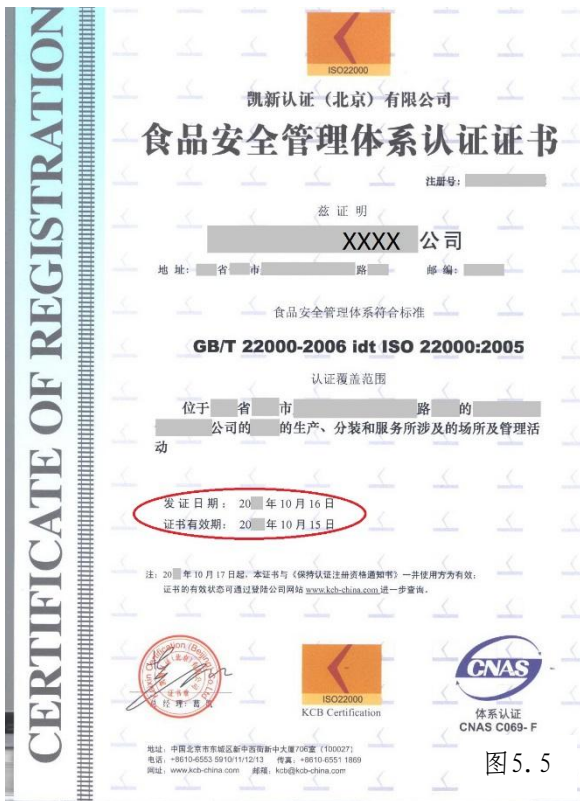 CERTIFICATE OF REGISTRATION
ISO22000
凯新认证（北京）有限公司
食品安全管理体系认证证书
注册号：
兹 证 明
XXXX 公司
地 址： 省 市 路 邮 编：
食品安全管理体系符合标准
GB/T 22000-2006 idt ISO 22000:2005
认证覆盖范围
位于 省 市 路 的
公司的 的生产、分装和服务所涉及的场所及管理活
动
发 证 日 期 ： 20 年 10 月 16 日
证书有效期： 20 年 10 月 15 日
注：20 年 10 月 17 日起，本证书与《保持认证注册资格通知书》一并使用方为有效；
证书的有效状态可通过登陆公司网站 www.kcb-china.com 进一步查询。
经 理：
ISO22000
KCB Certification
CNAS
体系认证
CNAS C069- F
地址：中国北京市东城区新中西街新中大厦706室（100027）
电话：+8610-6553 5910/11/12/13 传真：+8610-6551 1869
网址：www.kcb-china.com 邮箱：kcb@kcb-china.com
图5.5